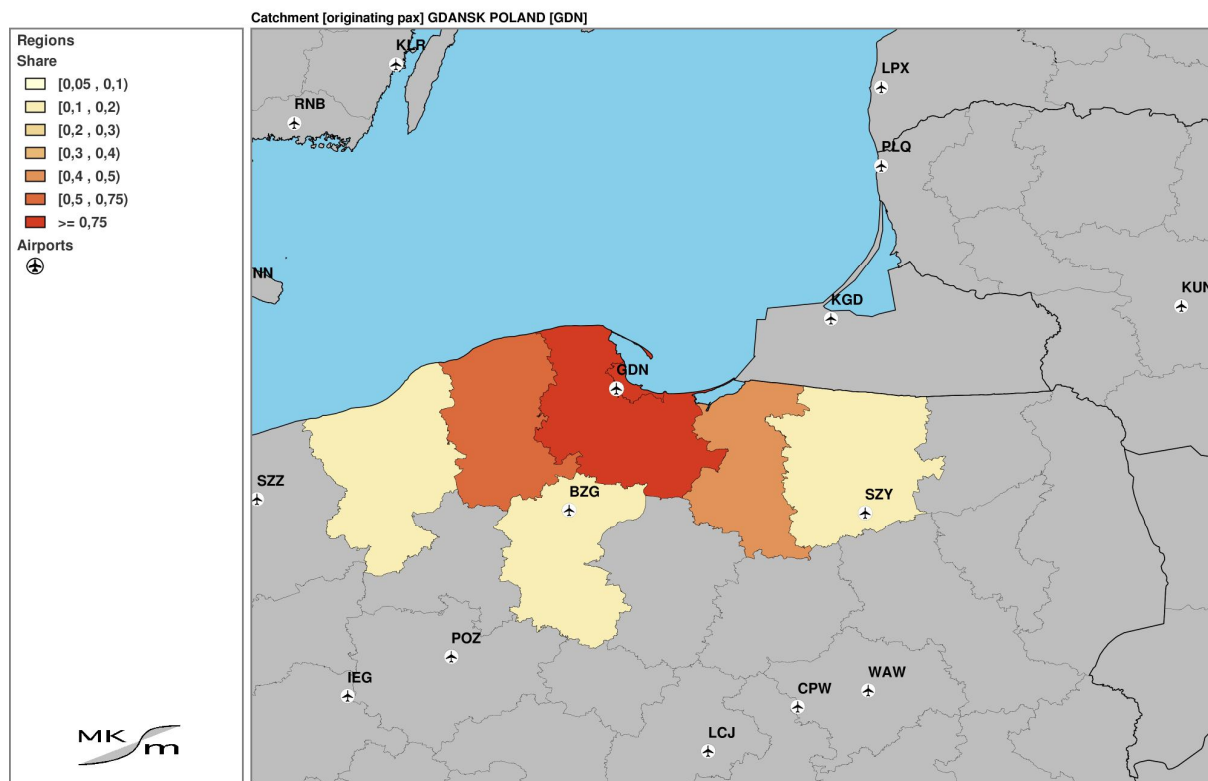 Catchment [originating pax] GDANSK POLAND [GDN]
Regions
Share
[0,05 , 0,1)
[0,1 , 0,2)
[0,2 , 0,3)
[0,3 , 0,4)
[0,4 , 0,5)
[0,5 , 0,75)
>= 0,75
Airports
KLR
LPX
RNB
PLQ
NN
KGD
KUN
GDN
SZZ
BZG
SZY
POZ
IEG
WAW
CPW
LCJ
MK
m